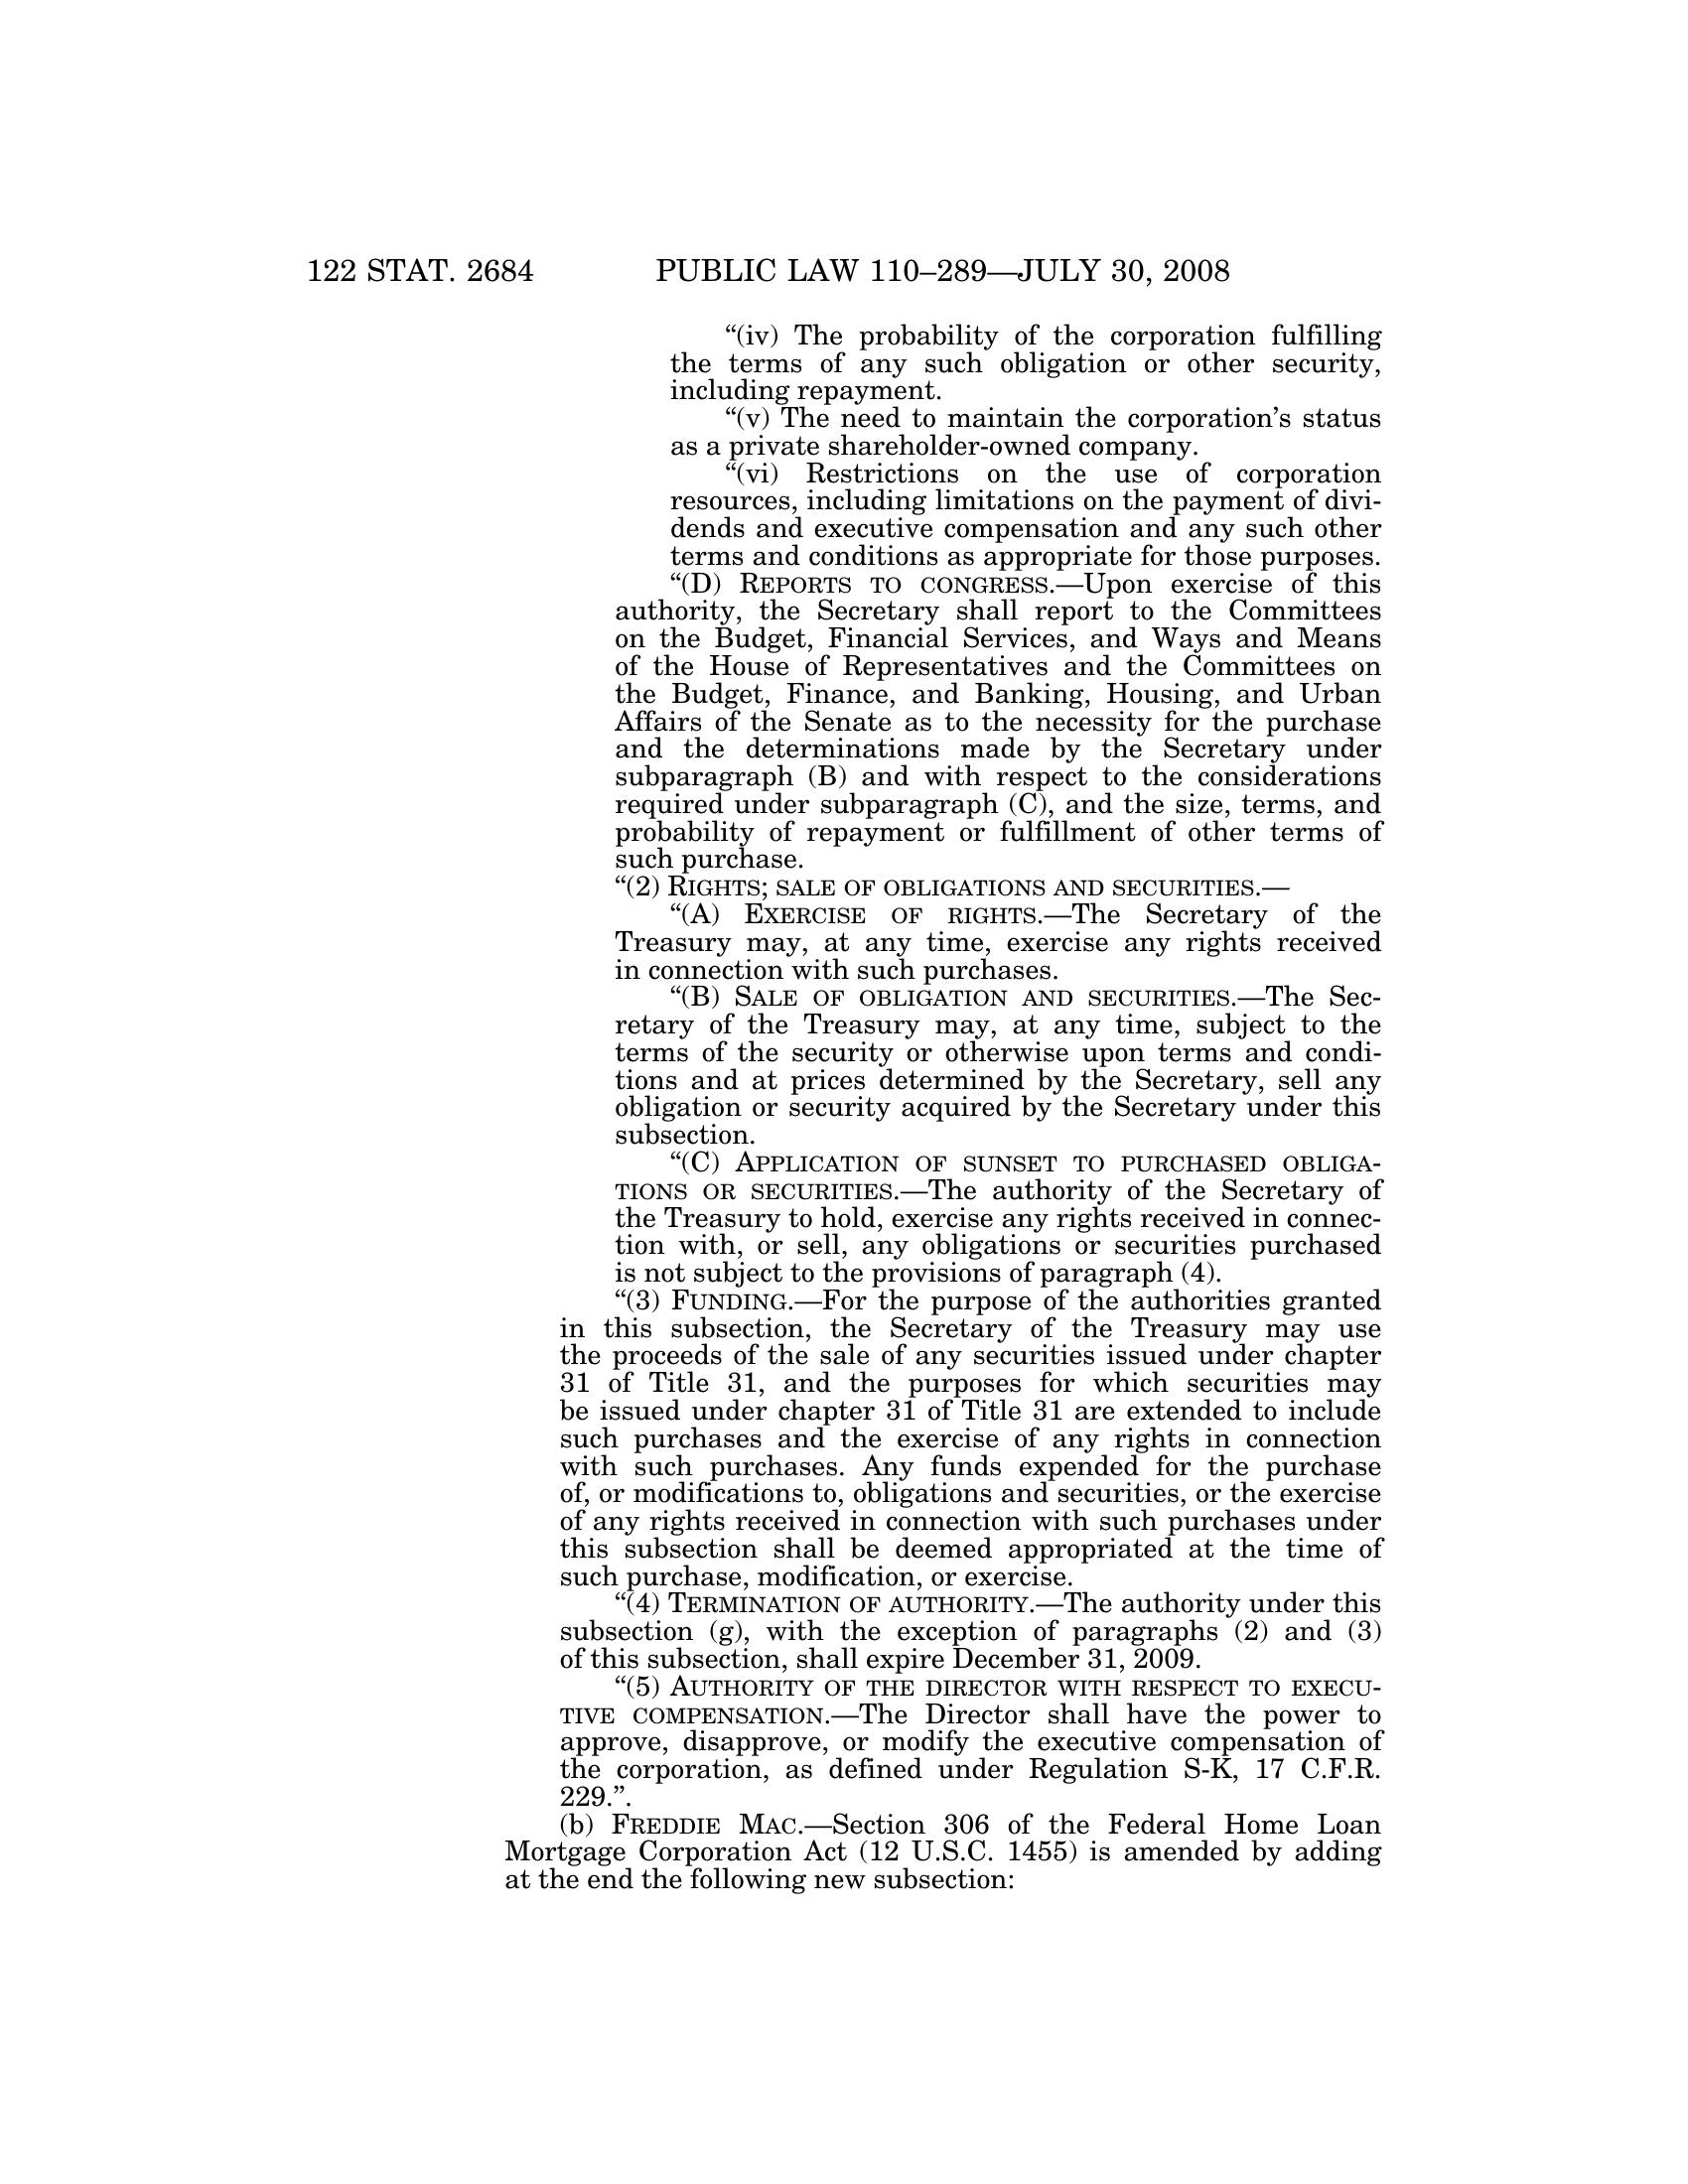 122 STAT. 2684 PUBLIC LAW 110–289—JULY 30, 2008
“(iv) The probability of the corporation fulfilling
the terms of any such obligation or other security,
including repayment.
“(v) The need to maintain the corporation’s status
as a private shareholder-owned company.
“(vi) Restrictions on the use of corporation
resources, including limitations on the payment of divi-
dends and executive compensation and any such other
terms and conditions as appropriate for those purposes.
“(D) REPORTS TO CONGRESS.—Upon exercise of this
authority, the Secretary shall report to the Committees
on the Budget, Financial Services, and Ways and Means
of the House of Representatives and the Committees on
the Budget, Finance, and Banking, Housing, and Urban
Affairs of the Senate as to the necessity for the purchase
and the determinations made by the Secretary under
subparagraph (B) and with respect to the considerations
required under subparagraph (C), and the size, terms, and
probability of repayment or fulfillment of other terms of
such purchase.
“(2) RIGHTS; SALE OF OBLIGATIONS AND SECURITIES.—
“(A) EXERCISE OF RIGHTS.—The Secretary of the
Treasury may, at any time, exercise any rights received
in connection with such purchases.
“(B) SALE OF OBLIGATION AND SECURITIES.—The Sec-
retary of the Treasury may, at any time, subject to the
terms of the security or otherwise upon terms and condi-
tions and at prices determined by the Secretary, sell any
obligation or security acquired by the Secretary under this
subsection.
“(C) APPLICATION OF SUNSET TO PURCHASED OBLIGA-
TIONS OR SECURITIES.—The authority of the Secretary of
the Treasury to hold, exercise any rights received in connec-
tion with, or sell, any obligations or securities purchased
is not subject to the provisions of paragraph (4).
“(3) FUNDING.—For the purpose of the authorities granted
in this subsection, the Secretary of the Treasury may use
the proceeds of the sale of any securities issued under chapter
31 of Title 31, and the purposes for which securities may
be issued under chapter 31 of Title 31 are extended to include
such purchases and the exercise of any rights in connection
with such purchases. Any funds expended for the purchase
of, or modifications to, obligations and securities, or the exercise
of any rights received in connection with such purchases under
this subsection shall be deemed appropriated at the time of
such purchase, modification, or exercise.
“(4) TERMINATION OF AUTHORITY.—The authority under this
subsection (g), with the exception of paragraphs (2) and (3)
of this subsection, shall expire December 31, 2009.
“(5) AUTHORITY OF THE DIRECTOR WITH RESPECT TO EXECU-
TIVE COMPENSATION.—The Director shall have the power to
approve, disapprove, or modify the executive compensation of
the corporation, as defined under Regulation S-K, 17 C.F.R.
229.”.
(b) FREDDIE MAC.—Section 306 of the Federal Home Loan
Mortgage Corporation Act (12 U.S.C. 1455) is amended by adding
at the end the following new subsection: